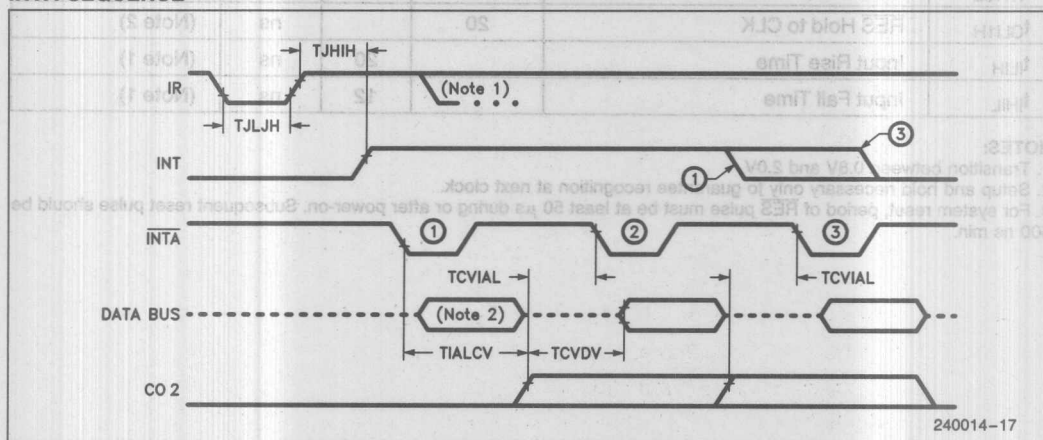 tCLIH RES Hold to CLK 20 ns (Note 2)
tILIH Input Rise Time 20 ns (Note 1)
tIHIL Input Fall Time 12 ns (Note 1)
NOTES:
Transition between 0.8V and 2.0V
Setup and hold necessary only to guarantee recognition at next clock.
For system reset, period of RES pulse must be at least 50 μs during or after power-on. Subsequent reset pulse should be
00 ns min.
TJHIH
IR
(Note 1)
TJLJH
INT
③
①
INTA
① ② ③
TCVIAL TCVIAL
DATA BUS
(Note 2)
TIALCV TCVDV
CO 2
240014-17